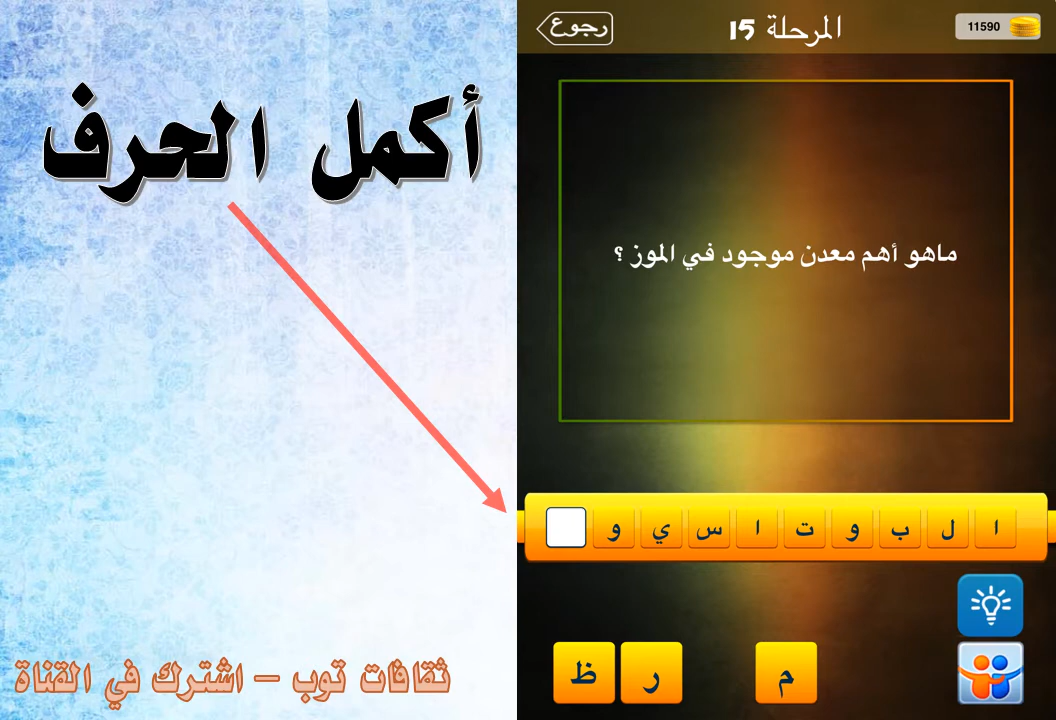 أكمل الحرف
ثقافات توب – اشترك في القناة
رجوع
المرحلة 15
11590
ماهو أهم معدن موجود في الموز ؟
ا ل ب و ت ا س ي و
ظ ر م